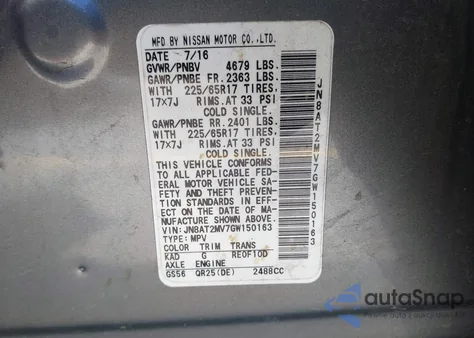 MFD BY NISSAN MOTOR CO.,LTD.
DATE 7/16
GVWR/PNBV 4679 LBS.
GAWR/PNBE FR. 2363 LBS.
WITH 225/65R17 TIRES.
17×7J RIMS. AT 33 PSI
COLD SINGLE.
GAWR/PNBE RR. 2401 LBS.
WITH 225/65R17 TIRES.
17×7J RIMS. AT 33 PSI
COLD SINGLE.
THIS VEHICLE CONFORMS
TO ALL APPLICABLE FED-
ERAL MOTOR VEHICLE SA-
FETY AND THEFT PREVEN-
TION STANDARDS IN EFF-
ECT ON THE DATE OF MA-
NUFACTURE SHOWN ABOVE.
VIN:JN8AT2MV7GW150163
TYPE: MPV
COLOR TRIM TRANS
KAD G RE0F10D
AXLE ENGINE
GS56 QR25(DE) 2488CC
JN8AT2MV7GW150163
autoSnap